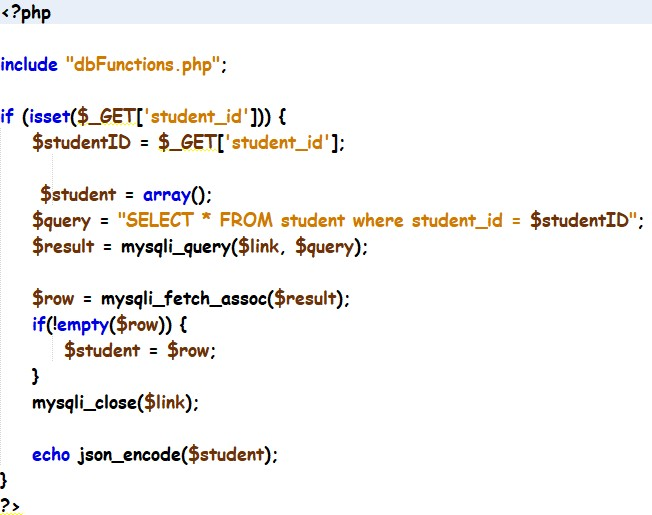 <?php
include "dbFunctions.php";
if (isset($_GET['student_id'])) {
$studentID = $_GET['student_id'];
$student = array();
$query = "SELECT * FROM student where student_id = $studentID";
$result = mysqli_query($link, $query);
$row = mysqli_fetch_assoc($result);
if(!empty($row)) {
$student = $row;
}
mysqli_close($link);
echo json_encode($student);
}
?>